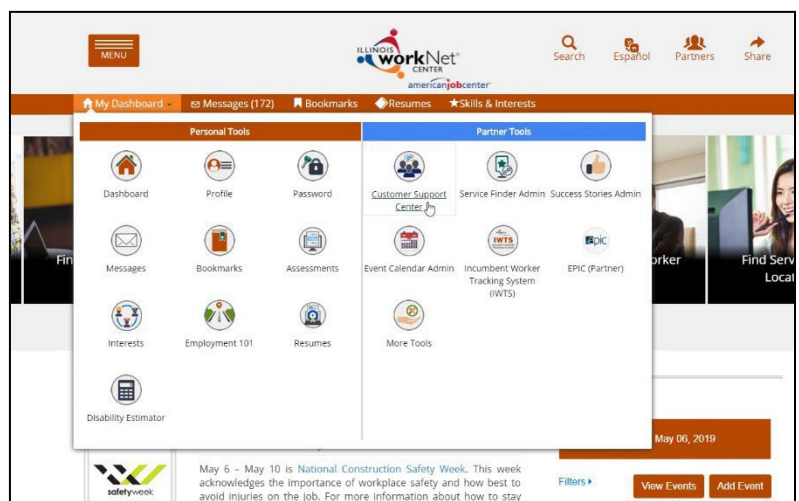 MENU
ILLINOIS
workNet®
CENTER
americanjobcenter
Search
Español
Partners
Share
My Dashboard
Messages (172)
Bookmarks
Resumes
Skills & Interests
Personal Tools
Partner Tools
Dashboard
Profile
Password
Customer Support
Center
Service Finder Admin
Success Stories Admin
Messages
Bookmarks
Assessments
Event Calendar Admin
IWTS
Incumbent Worker
Tracking System
(IWTS)
Epic
EPIC (Partner)
Interests
Employment 101
Resumes
More Tools
Disability Estimator
Fin
orker
Find Serv
Locat
May 06, 2019
safetyweek
May 6 – May 10 is National Construction Safety Week. This week
acknowledges the importance of workplace safety and how best to
avoid injuries on the job. For more information about how to stay
Filters
View Events
Add Event